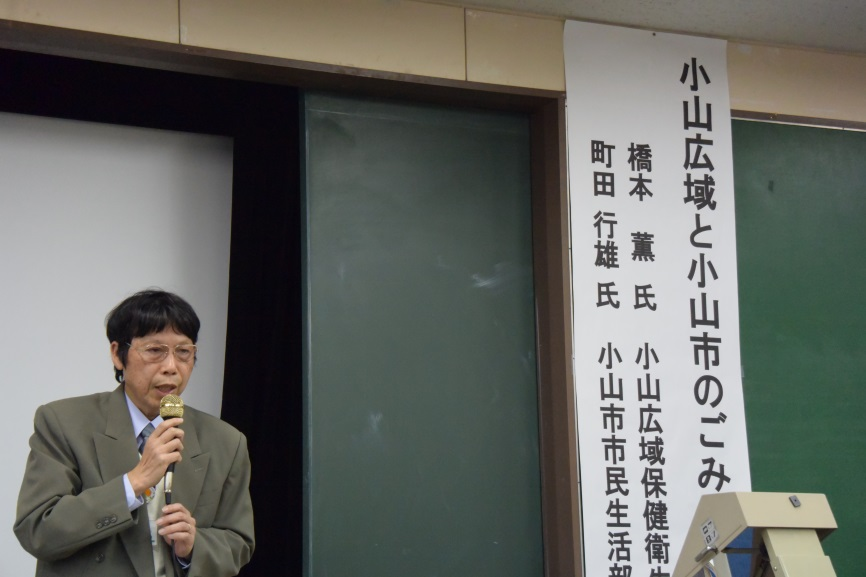 小山広域と小山市のごみ
橋本 薫 氏 小山広域保健衛生
町田 行雄 氏 小山市市民生活部